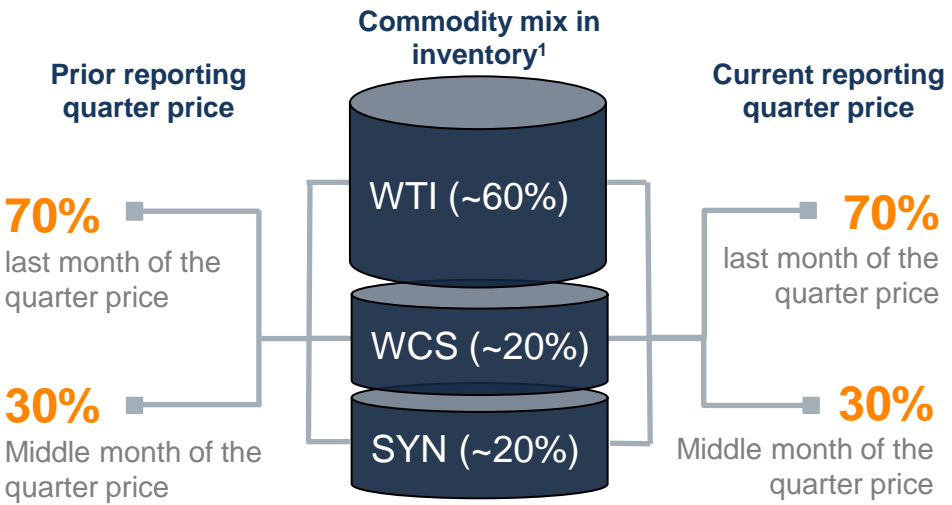 Commodity mix in
inventory¹
Prior reporting
quarter price
Current reporting
quarter price
WTI (~60%)
70%
last month of the
quarter price
70%
last month of the
quarter price
WCS (~20%)
30%
Middle month of the
quarter price
30%
Middle month of the
quarter price
SYN (~20%)